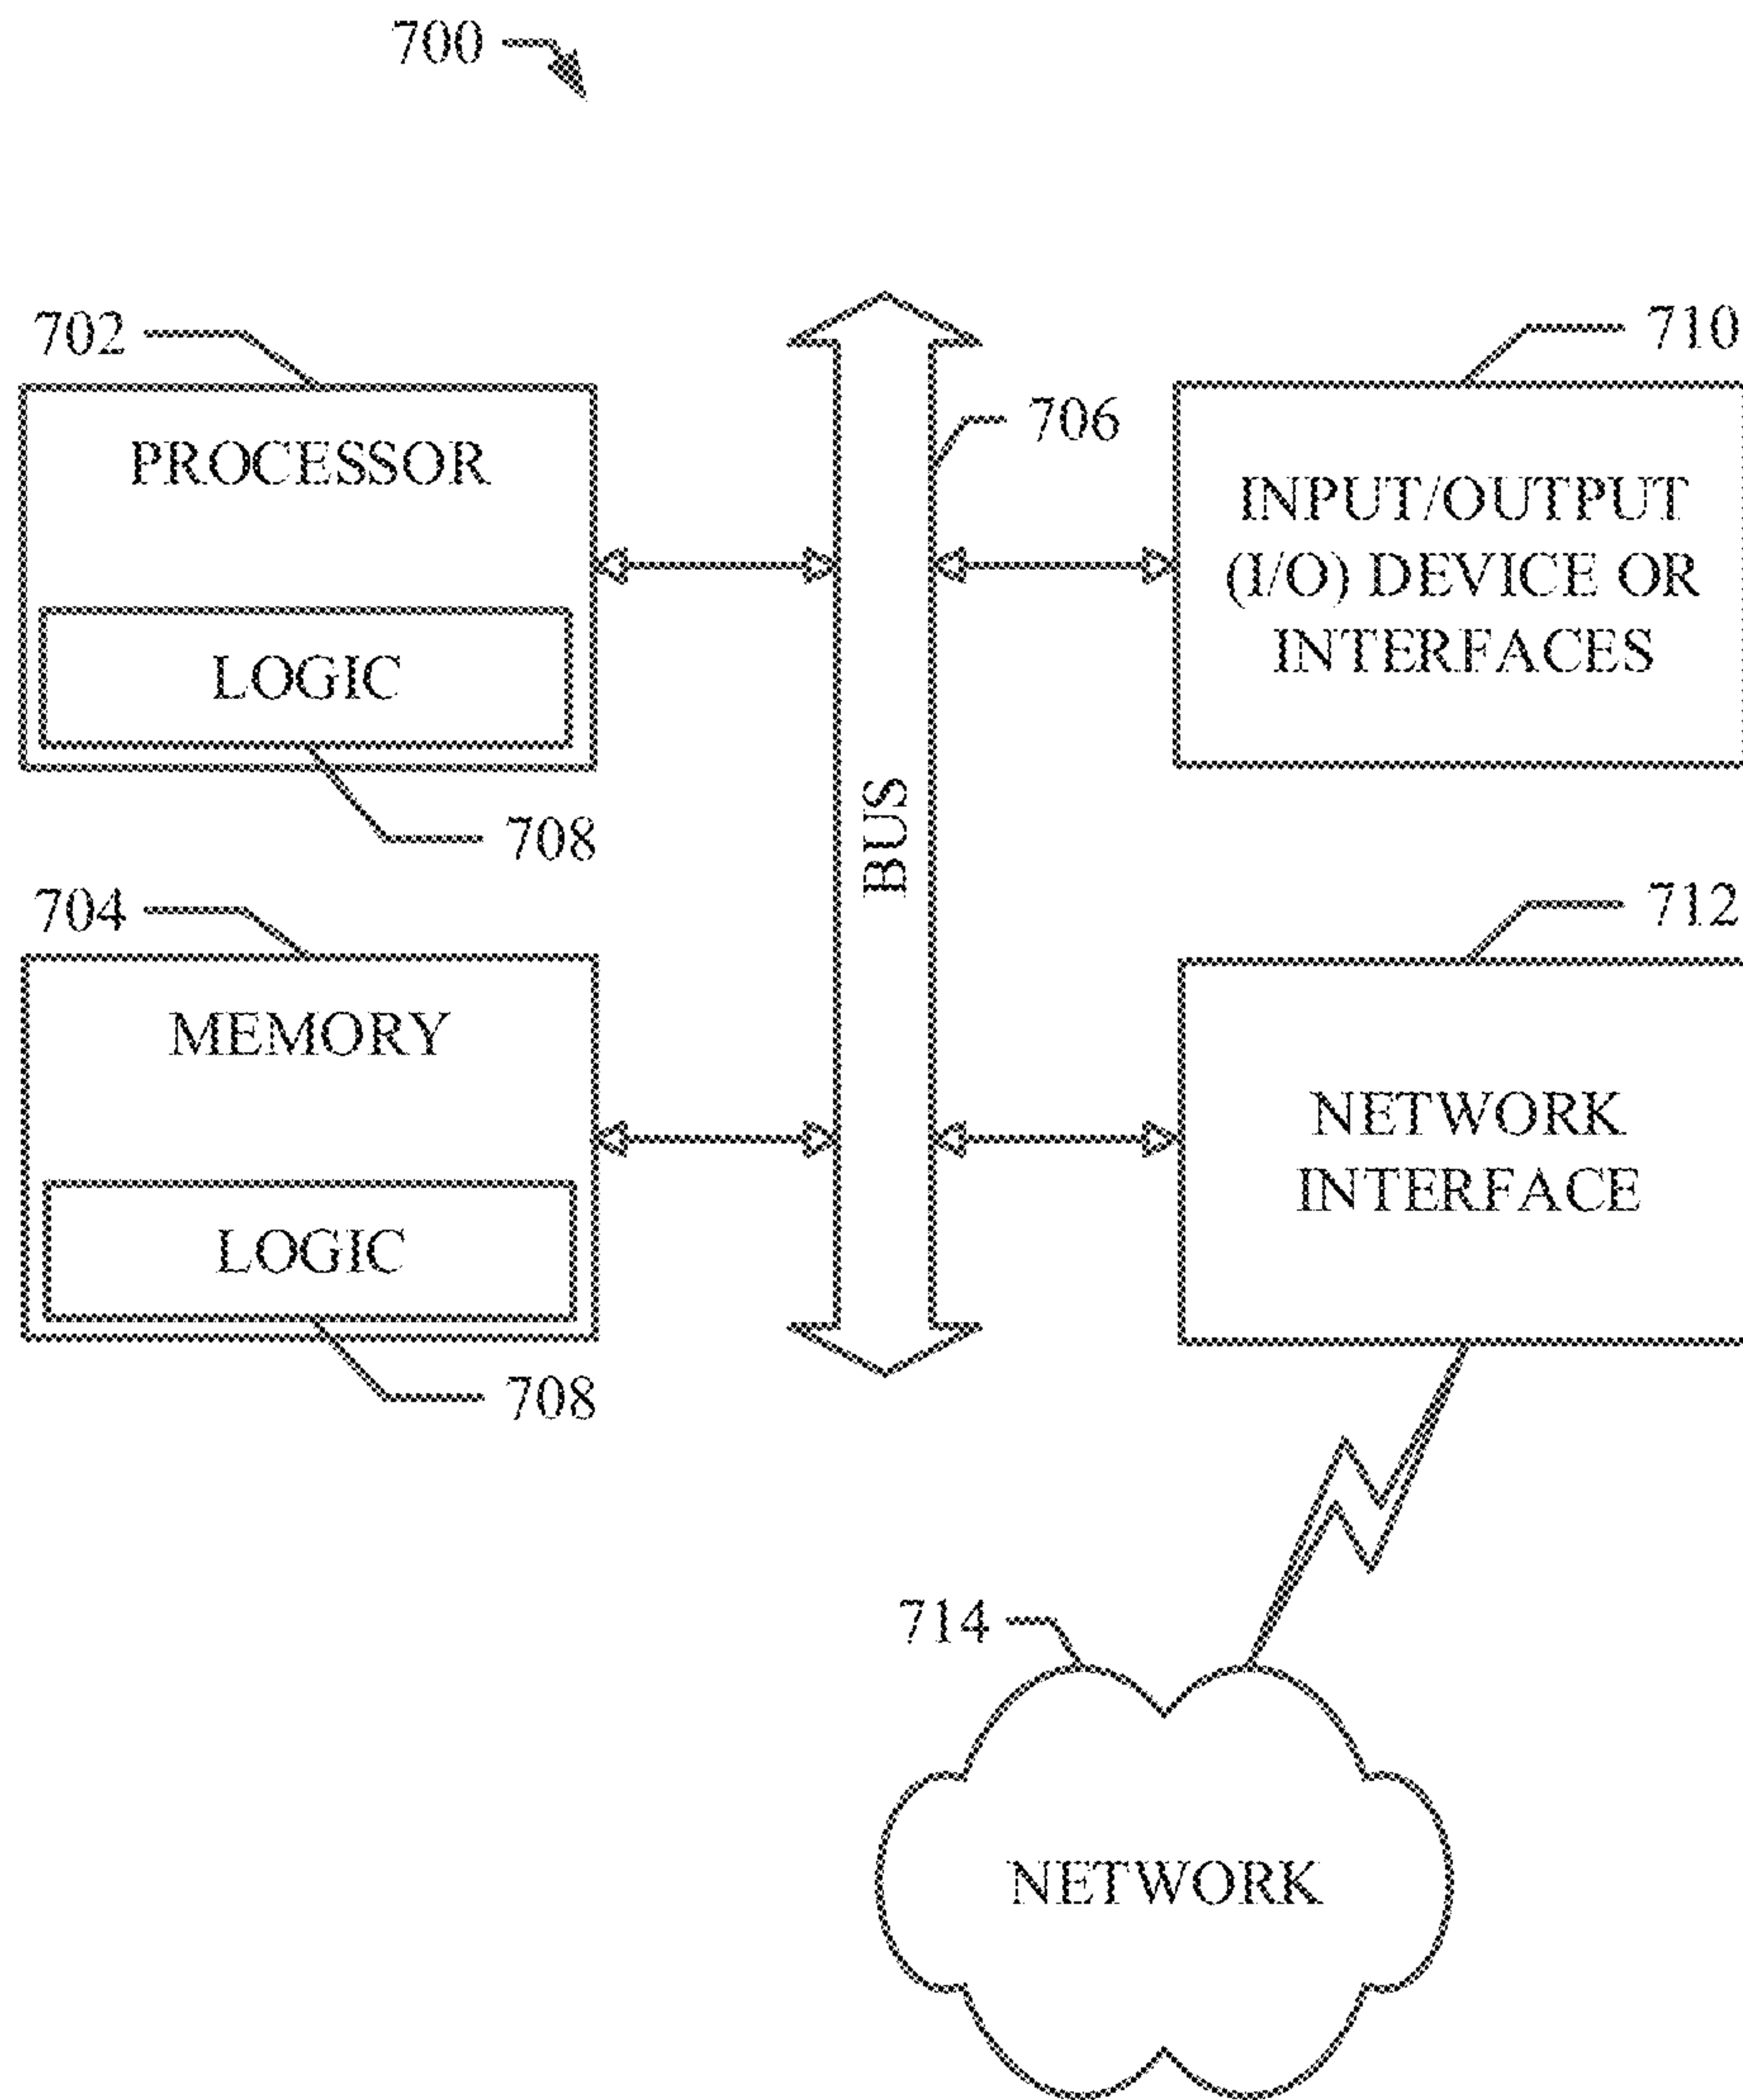 700
702
710
706
PROCESSOR
INPUT/OUTPUT
(I/O) DEVICE OR
INTERFACES
LOGIC
708
BUS
704
712
MEMORY
NETWORK
INTERFACE
LOGIC
708
714
NETWORK